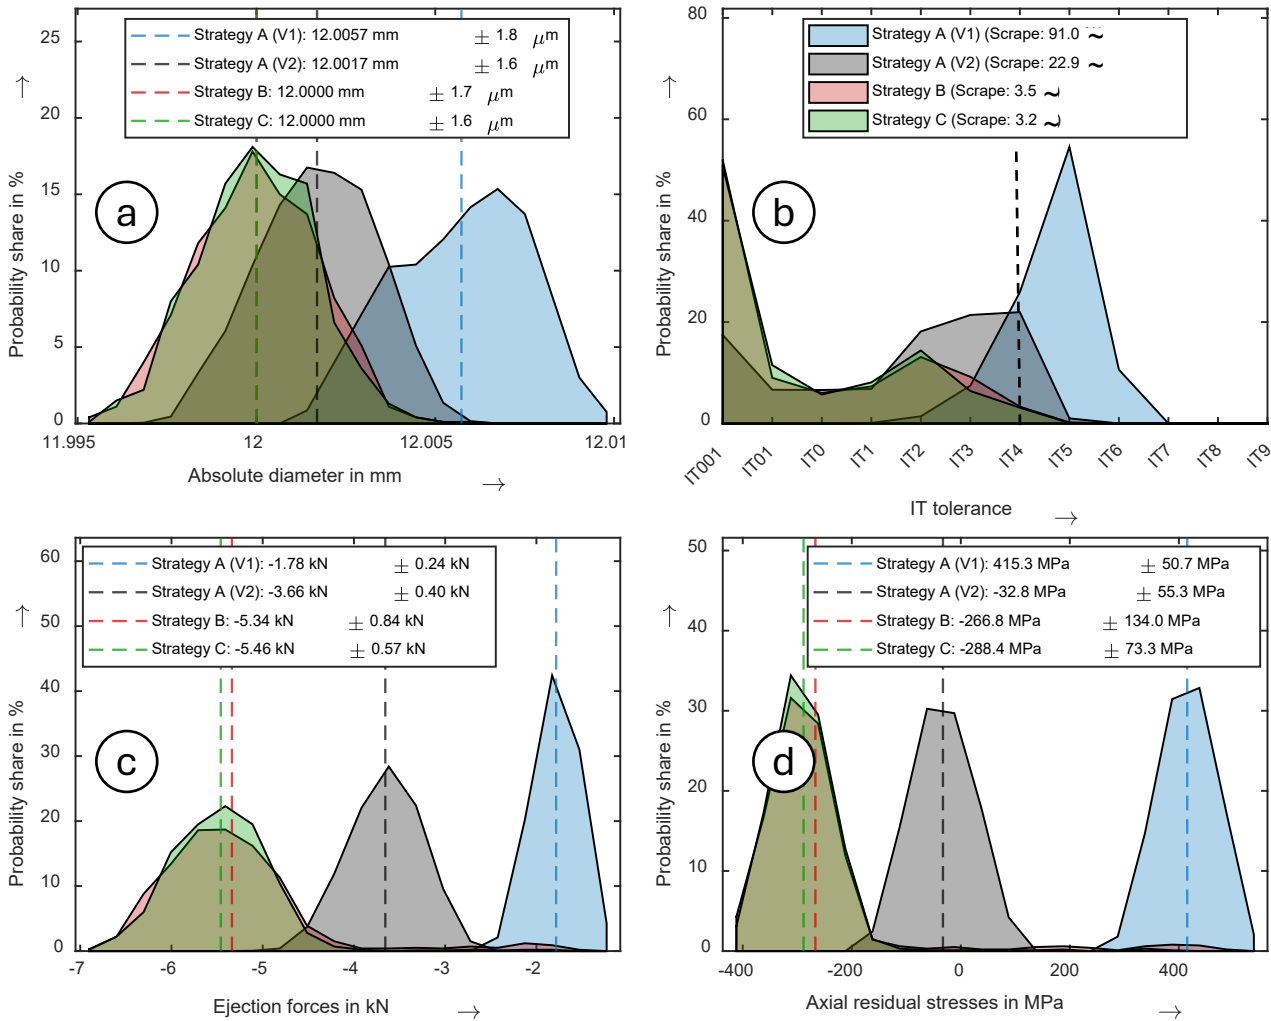 Strategy A (V1): 12.0057 mm ± 1.8 μm
Strategy A (V2): 12.0017 mm ± 1.6 μm
Strategy B: 12.0000 mm ± 1.7 μm
Strategy C: 12.0000 mm ± 1.6 μm
25
20
15
10
5
0
Probability share in %
→
a
11.995 12 12.005 12.01
Absolute diameter in mm →
Strategy A (V1) (Scrape: 91.0 ~
Strategy A (V2) (Scrape: 22.9 ~
Strategy B (Scrape: 3.5 ~
Strategy C (Scrape: 3.2 ~)
80
60
40
20
0
Probability share in %
→
b
IT001 IT01 IT0 IT1 IT2 IT3 IT4 IT5 IT6 IT7 IT8 IT9
IT tolerance →
Strategy A (V1): -1.78 kN ± 0.24 kN
Strategy A (V2): -3.66 kN ± 0.40 kN
Strategy B: -5.34 kN ± 0.84 kN
Strategy C: -5.46 kN ± 0.57 kN
60
50
40
30
20
10
0
Probability share in %
→
c
-7 -6 -5 -4 -3 -2
Ejection forces in kN →
Strategy A (V1): 415.3 MPa ± 50.7 MPa
Strategy A (V2): -32.8 MPa ± 55.3 MPa
Strategy B: -266.8 MPa ± 134.0 MPa
Strategy C: -288.4 MPa ± 73.3 MPa
50
40
30
20
10
0
Probability share in %
→
d
-400 -200 0 200 400
Axial residual stresses in MPa →